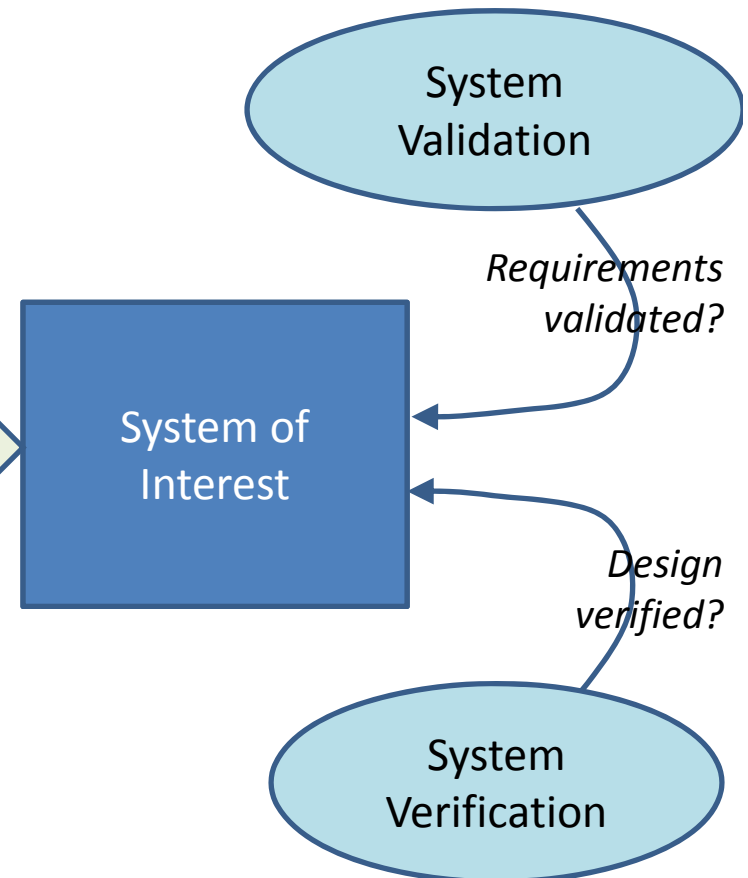 System
Validation
Requirements
validated?
System of
Interest
Design
verified?
System
Verification